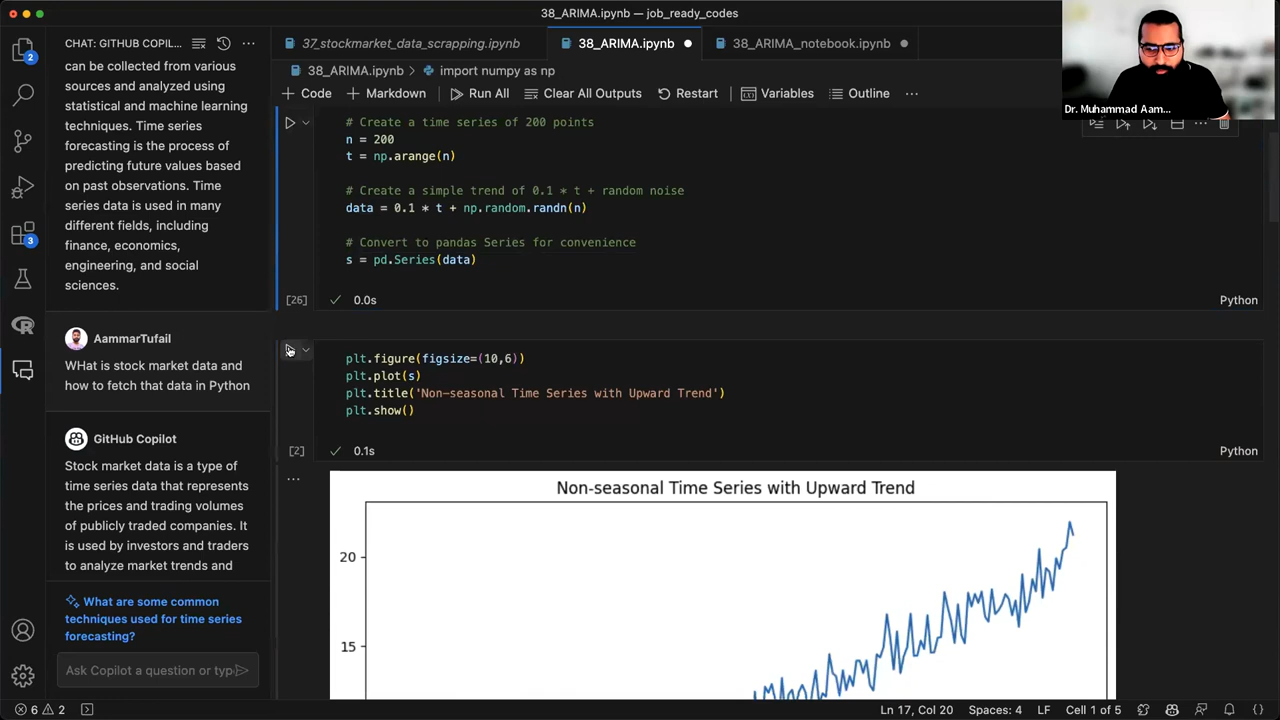 38_ARIMA.ipynb — job_ready_codes
CHAT: GITHUB COPIL...
37_stockmarket_data_scrapping.ipynb
38_ARIMA.ipynb
38_ARIMA_notebook.ipynb
38_ARIMA.ipynb > import numpy as np
+ Code + Markdown Run All Clear All Outputs Restart Variables Outline ...
Dr. Muhammad Aam...
2
3
can be collected from various
sources and analyzed using
statistical and machine learning
techniques. Time series
forecasting is the process of
predicting future values based
on past observations. Time
series data is used in many
different fields, including
finance, economics,
engineering, and social
sciences.
AammarTufail
WHat is stock market data and
how to fetch that data in Python
GitHub Copilot
Stock market data is a type of
time series data that represents
the prices and trading volumes
of publicly traded companies. It
is used by investors and traders
to analyze market trends and
What are some common
techniques used for time series
forecasting?
Ask Copilot a question or typ
# Create a time series of 200 points
n = 200
t = np.arange(n)
# Create a simple trend of 0.1 * t + random noise
data = 0.1 * t + np.random.randn(n)
# Convert to pandas Series for convenience
s = pd.Series(data)
[26] 0.0s Python
plt.figure(figsize=(10,6))
plt.plot(s)
plt.title('Non-seasonal Time Series with Upward Trend')
plt.show()
[2] 0.1s Python
Non-seasonal Time Series with Upward Trend
20
15
6 2
Ln 17, Col 20 Spaces: 4 LF Cell 1 of 5